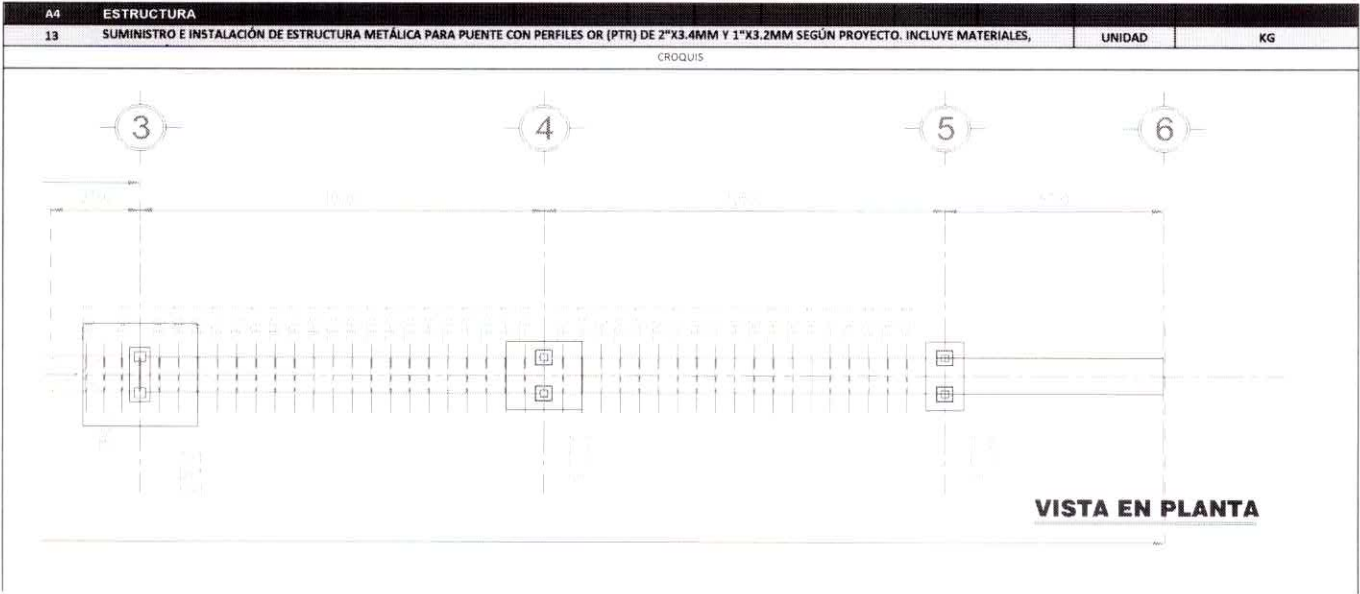 A4 ESTRUCTURA
13 SUMINISTRO E INSTALACIÓN DE ESTRUCTURA METÁLICA PARA PUENTE CON PERFILES OR (PTR) DE 2"X3.4MM Y 1"X3.2MM SEGÚN PROYECTO. INCLUYE MATERIALES, UNIDAD KG
CROQUIS
3 4 5 6
VISTA EN PLANTA